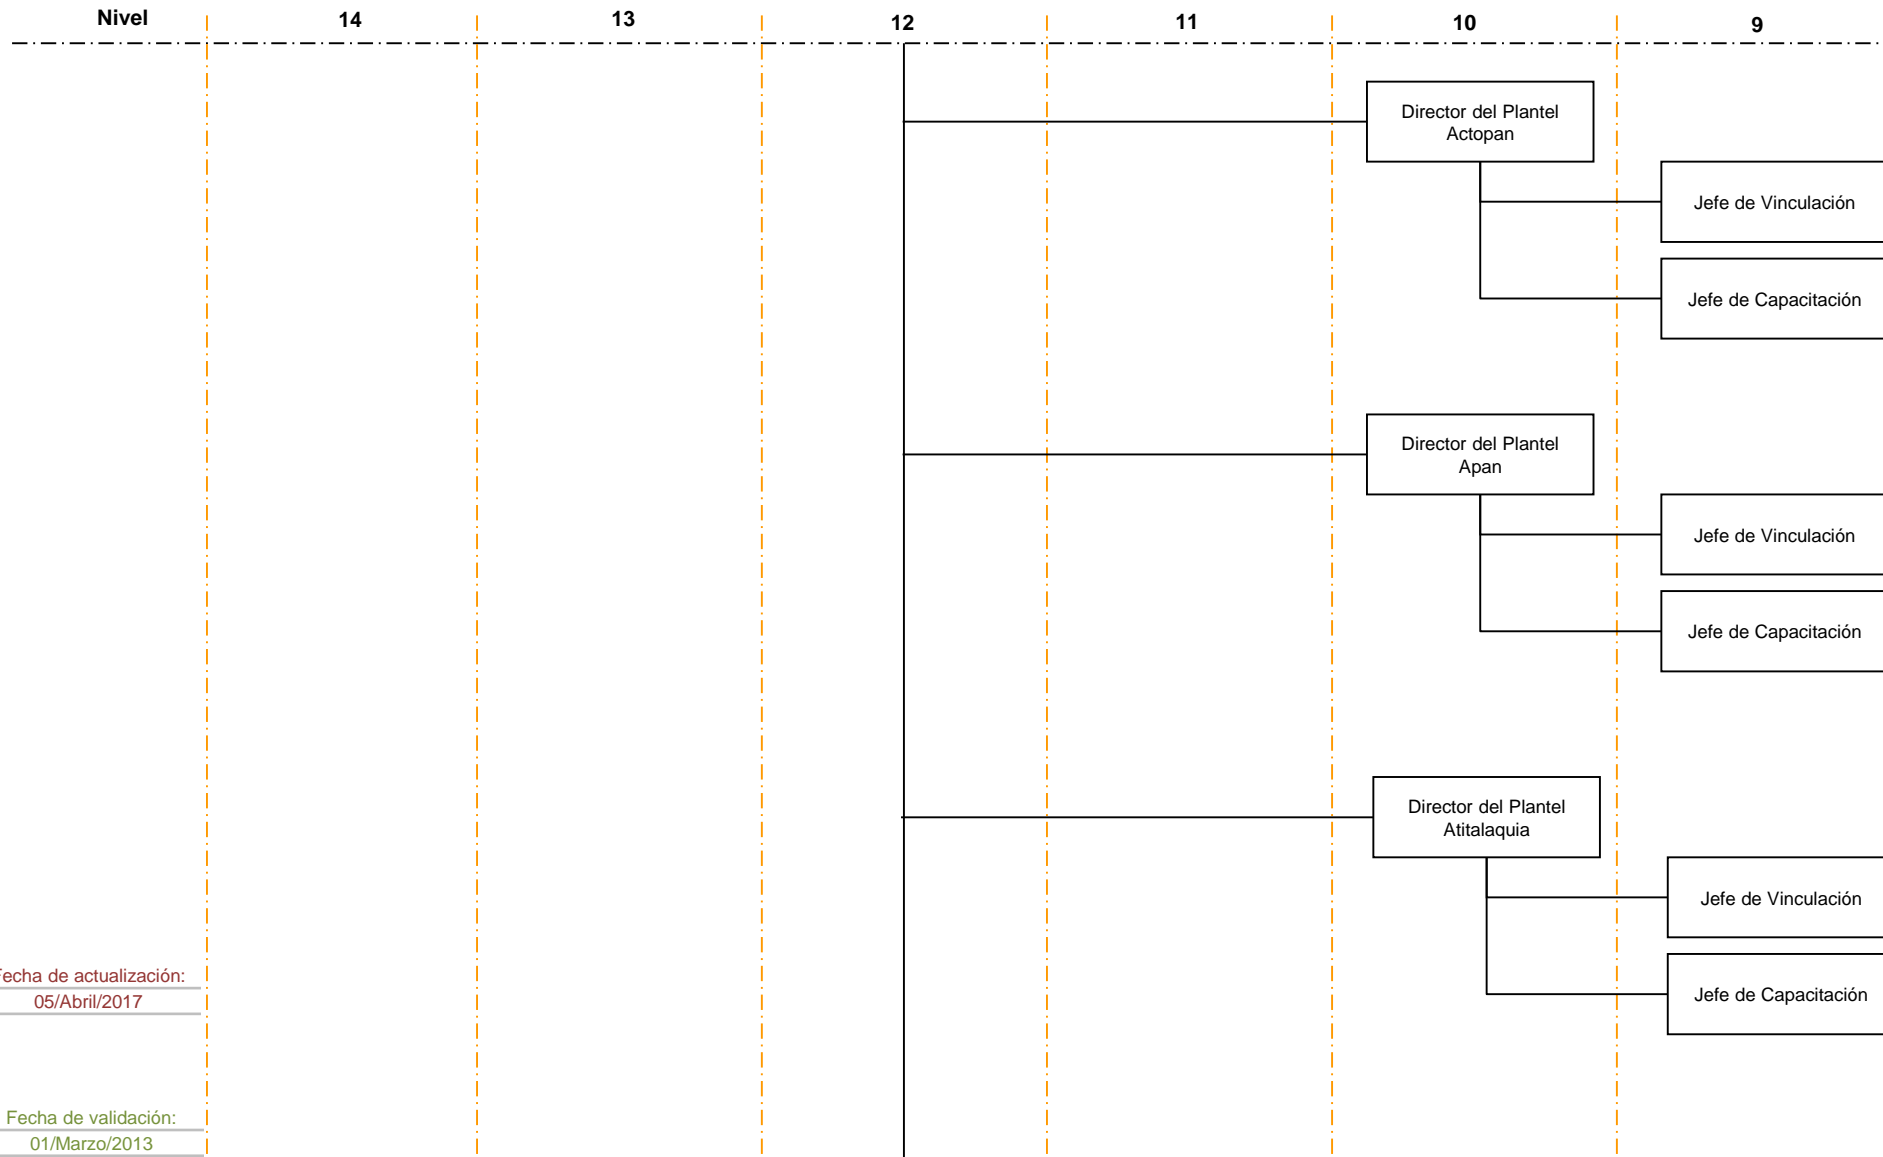 Nivel 14 13 12 11 10 9
Director del Plantel
Actopan
Jefe de Vinculación
Jefe de Capacitación
Director del Plantel
Apan
Jefe de Vinculación
Jefe de Capacitación
Director del Plantel
Atitalaquia
Jefe de Vinculación
Jefe de Capacitación
Fecha de actualización:
05/Abril/2017
Fecha de validación:
01/Marzo/2013